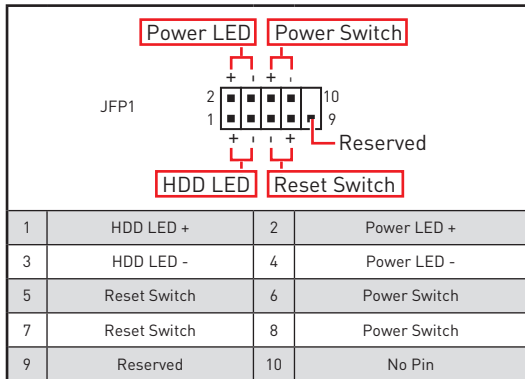 Power LED Power Switch
+ - + -
JFP1
2 10
1 9
+ - - +
Reserved
HDD LED Reset Switch
1 HDD LED + 2 Power LED +
3 HDD LED - 4 Power LED -
5 Reset Switch 6 Power Switch
7 Reset Switch 8 Power Switch
9 Reserved 10 No Pin